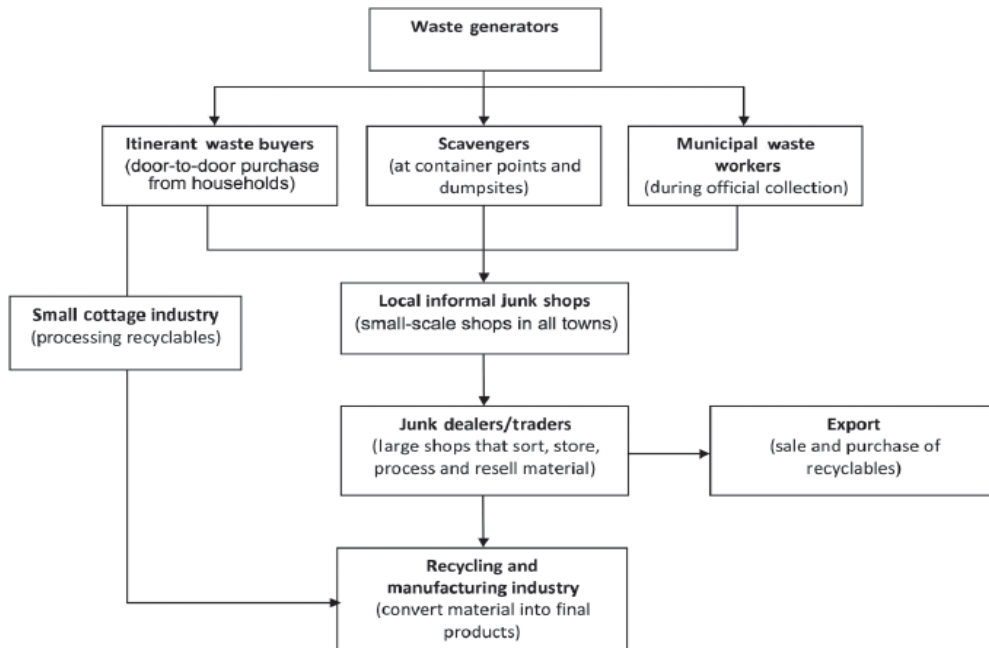 Waste generators
Itinerant waste buyers
(door-to-door purchase
from households)
Scavengers
(at container points and
dumpsites)
Municipal waste
workers
(during official collection)
Small cottage industry
(processing recyclables)
Local informal junk shops
(small-scale shops in all towns)
Junk dealers/traders
(large shops that sort, store,
process and resell material)
Export
(sale and purchase of
recyclables)
Recycling and
manufacturing industry
(convert material into final
products)